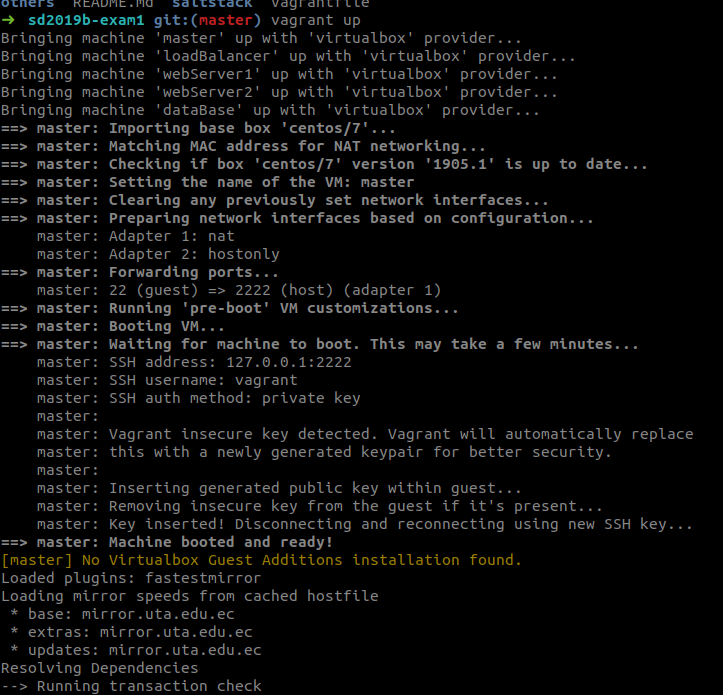 others README.md saltstack Vagrantfile
→ sd2019b-exam1 git:(master) vagrant up
Bringing machine 'master' up with 'virtualbox' provider...
Bringing machine 'loadBalancer' up with 'virtualbox' provider...
Bringing machine 'webServer1' up with 'virtualbox' provider...
Bringing machine 'webServer2' up with 'virtualbox' provider...
Bringing machine 'dataBase' up with 'virtualbox' provider...
==> master: Importing base box 'centos/7'...
==> master: Matching MAC address for NAT networking...
==> master: Checking if box 'centos/7' version '1905.1' is up to date...
==> master: Setting the name of the VM: master
==> master: Clearing any previously set network interfaces...
==> master: Preparing network interfaces based on configuration...
    master: Adapter 1: nat
    master: Adapter 2: hostonly
==> master: Forwarding ports...
    master: 22 (guest) => 2222 (host) (adapter 1)
==> master: Running 'pre-boot' VM customizations...
==> master: Booting VM...
==> master: Waiting for machine to boot. This may take a few minutes...
    master: SSH address: 127.0.0.1:2222
    master: SSH username: vagrant
    master: SSH auth method: private key
    master:
    master: Vagrant insecure key detected. Vagrant will automatically replace
    master: this with a newly generated keypair for better security.
    master:
    master: Inserting generated public key within guest...
    master: Removing insecure key from the guest if it's present...
    master: Key inserted! Disconnecting and reconnecting using new SSH key...
==> master: Machine booted and ready!
[master] No Virtualbox Guest Additions installation found.
Loaded plugins: fastestmirror
Loading mirror speeds from cached hostfile
 * base: mirror.uta.edu.ec
 * extras: mirror.uta.edu.ec
 * updates: mirror.uta.edu.ec
Resolving Dependencies
--> Running transaction check